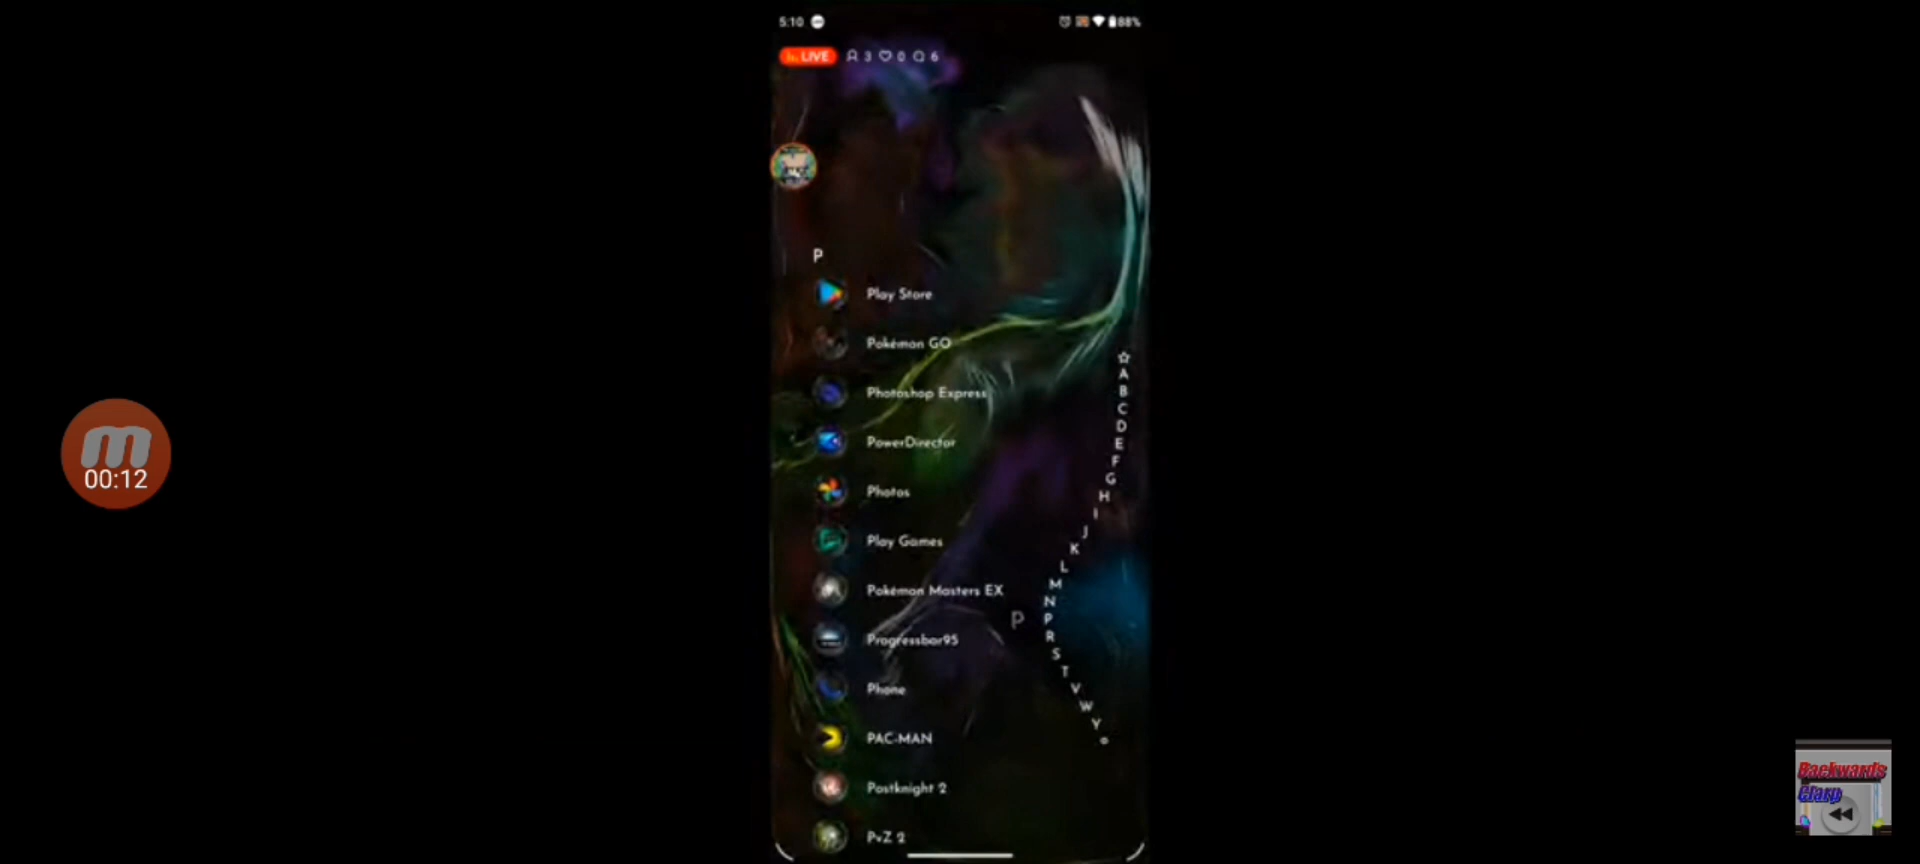 5:10
88%
LIVE 3 0 6
P
Play Store
Pokémon GO
Photoshop Express
PowerDirector
Photos
Play Games
Pokémon Masters EX
Progressbar95
Phone
PAC-MAN
Postknight 2
PvZ 2
A
B
C
D
E
F
G
H
I
J
K
L
M
N
P
P
R
S
T
V
W
Y
00:12
Backwards
Clarp